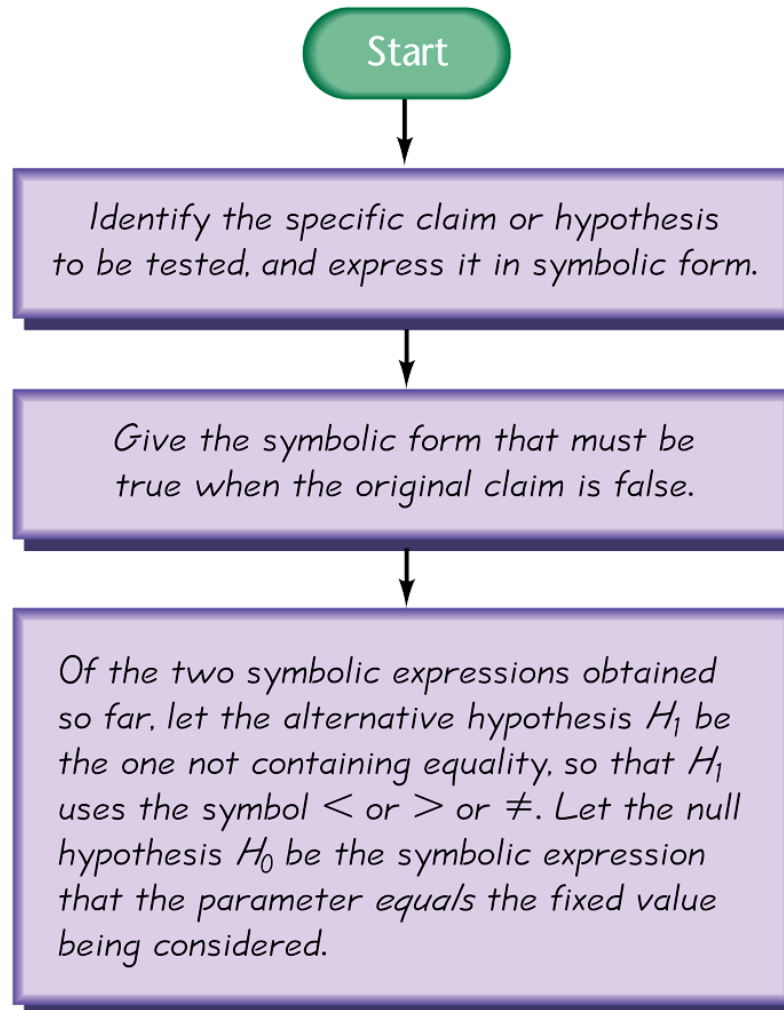 Start
Identify the specific claim or hypothesis
to be tested, and express it in symbolic form.
Give the symbolic form that must be
true when the original claim is false.
Of the two symbolic expressions obtained
so far, let the alternative hypothesis H₁ be
the one not containing equality, so that H₁
uses the symbol < or > or ≠. Let the null
hypothesis H₀ be the symbolic expression
that the parameter equals the fixed value
being considered.